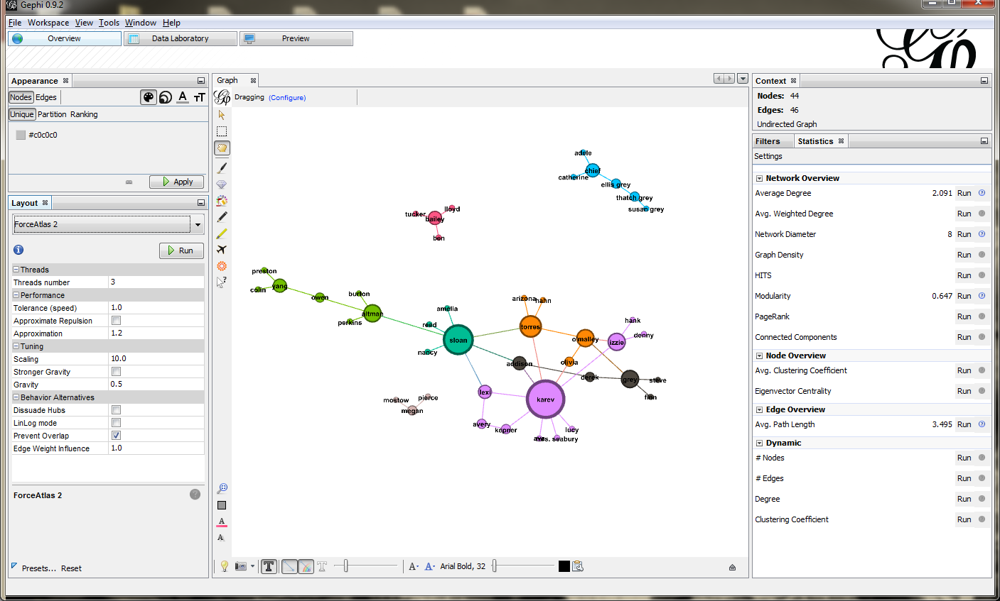 Gephi 0.9.2
File Workspace View Tools Window Help
Overview Data Laboratory Preview
Appearance
Nodes Edges
Unique Partition Ranking
#c0c0c0
Apply
Layout
ForceAtlas 2
Run
Threads
Threads number 3
Performance
Tolerance (speed) 1.0
Approximate Repulsion
Approximation 1.2
Tuning
Scaling 10.0
Stronger Gravity
Gravity 0.5
Behavior Alternatives
Dissuade Hubs
LinLog mode
Prevent Overlap
Edge Weight Influence 1.0
ForceAtlas 2
Presets... Reset
Graph
Dragging (Configure)
adele
chief
catherine
ellis grey
thatch grey
susan grey
lloyd
tucker
bailey
ben
preston
yang
colin
owen
burton
altman
perkins
amelia
reed
sloan
nancy
arizona
hahn
torres
hank
o'malley
denny
izzie
addison
olivia
derek
grey
steve
finn
lexi
karev
mostow
pierce
megan
avery
kepner
lucy
mrs. seabury
Arial Bold, 32
Context
Nodes: 44
Edges: 46
Undirected Graph
Filters Statistics
Settings
Network Overview
Average Degree 2.091 Run
Avg. Weighted Degree Run
Network Diameter 8 Run
Graph Density Run
HITS Run
Modularity 0.647 Run
PageRank Run
Connected Components Run
Node Overview
Avg. Clustering Coefficient Run
Eigenvector Centrality Run
Edge Overview
Avg. Path Length 3.495 Run
Dynamic
# Nodes Run
# Edges Run
Degree Run
Clustering Coefficient Run